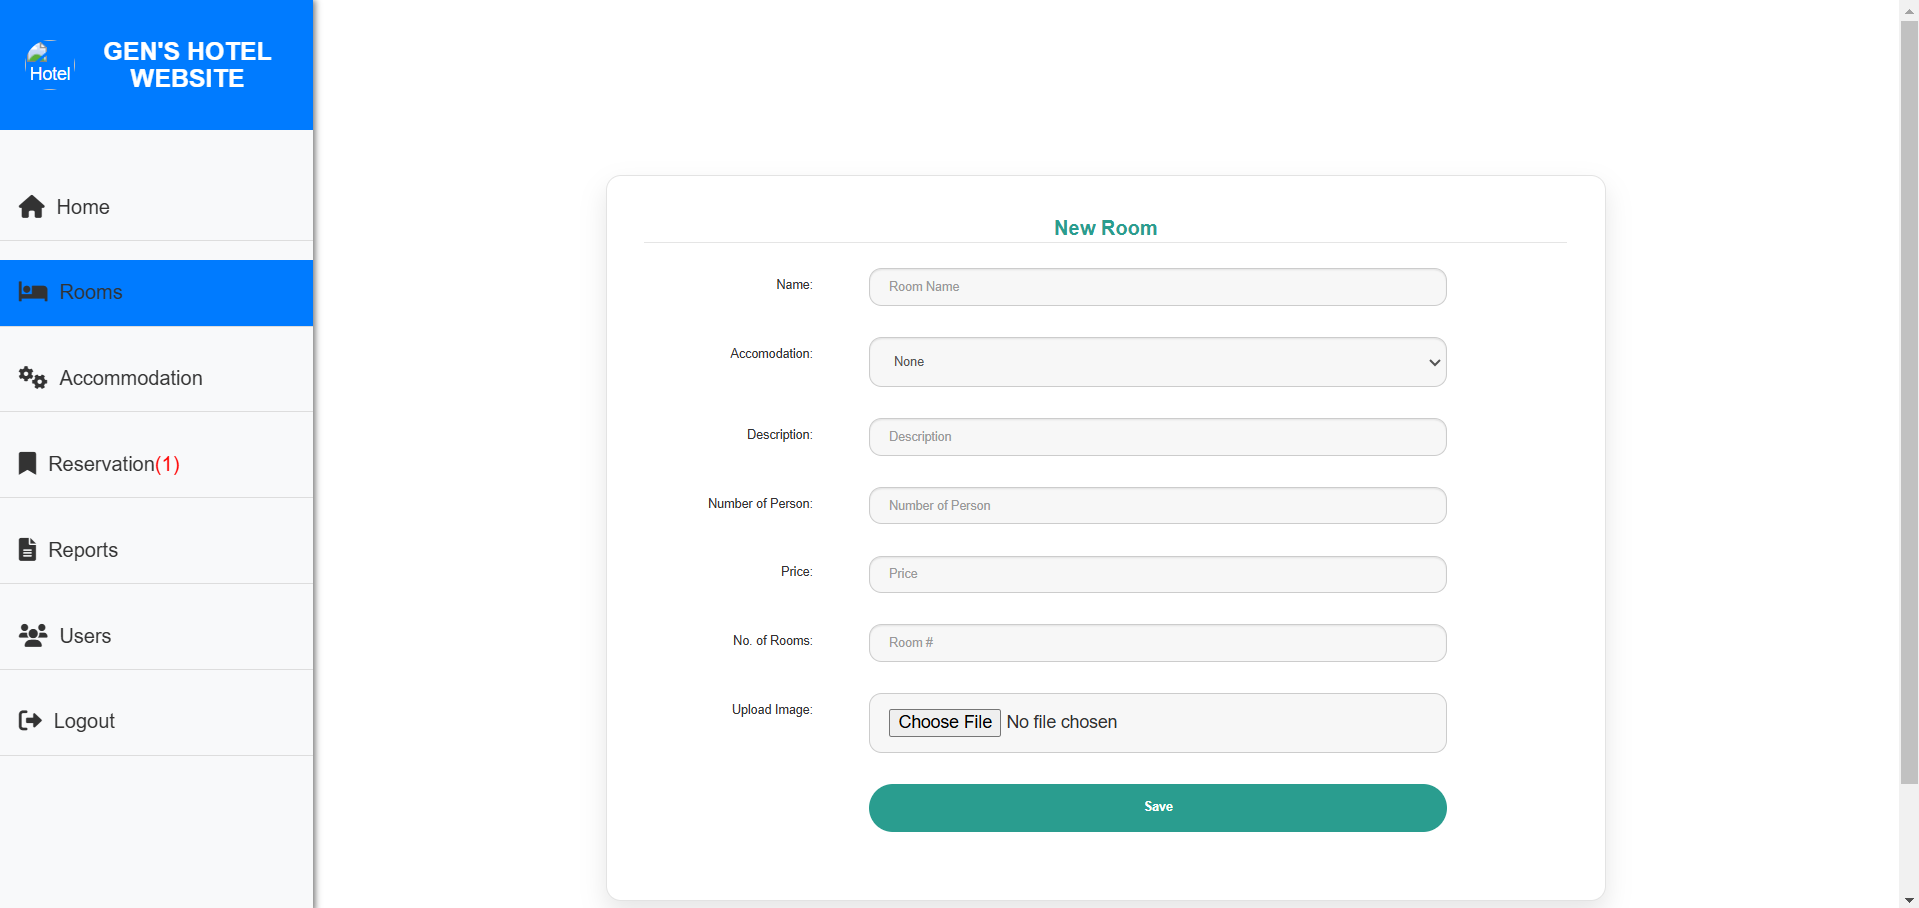 Hotel
GEN'S HOTEL
WEBSITE
Home
Rooms
Accommodation
Reservation(1)
Reports
Users
Logout
New Room
Name:
Room Name
Accomodation:
None
Description:
Description
Number of Person:
Number of Person
Price:
Price
No. of Rooms:
Room #
Upload Image:
Choose File No file chosen
Save